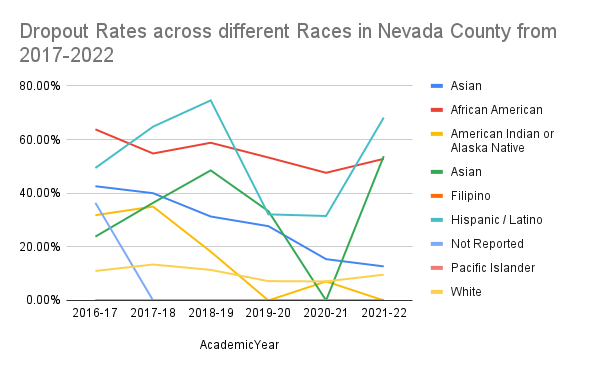 Dropout Rates across different Races in Nevada County from
2017-2022
80.00%
60.00%
40.00%
20.00%
0.00%
2016-17 2017-18 2018-19 2019-20 2020-21 2021-22
AcademicYear
Asian
African American
American Indian or
Alaska Native
Asian
Filipino
Hispanic / Latino
Not Reported
Pacific Islander
White